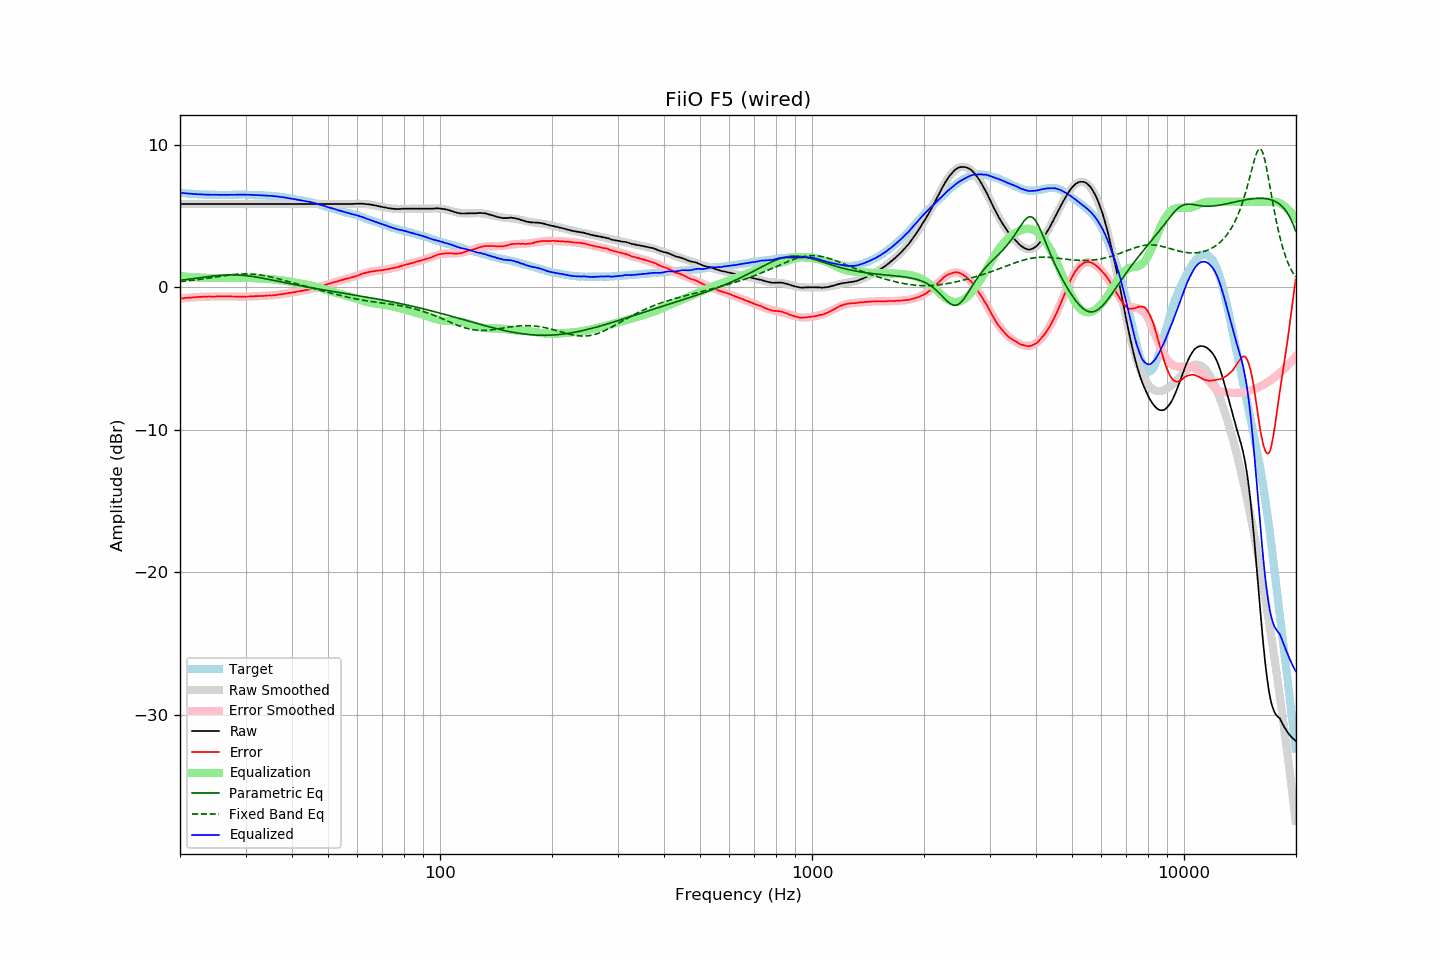 FiiO F5 (wired)
10
0
−10
−20
−30
Amplitude (dBr)
Target
Raw Smoothed
Error Smoothed
Raw
Error
Equalization
Parametric Eq
Fixed Band Eq
Equalized
100
1000
10000
Frequency (Hz)